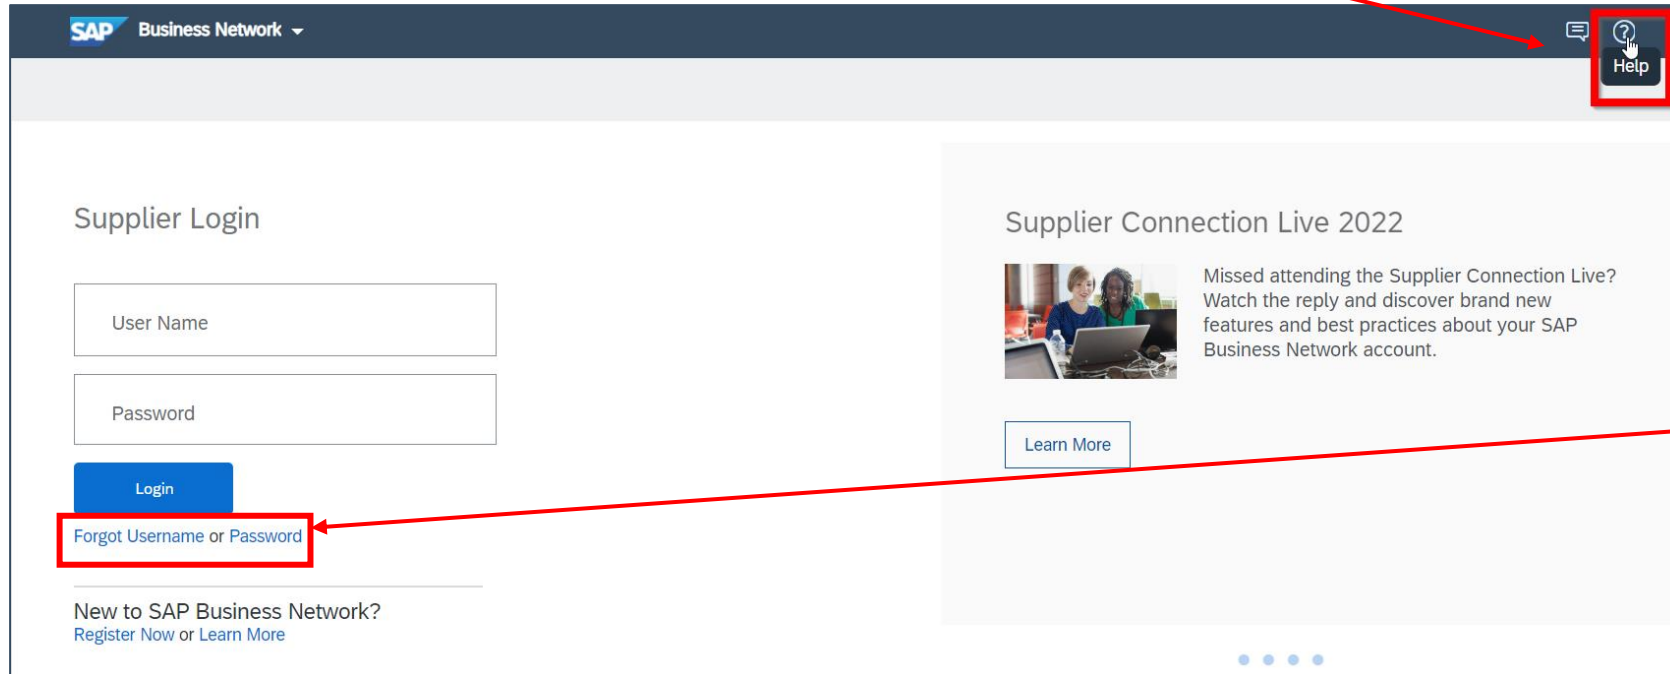 SAP Business Network
Help
Supplier Login
User Name
Password
Login
Forgot Username or Password
New to SAP Business Network?
Register Now or Learn More
Supplier Connection Live 2022
Missed attending the Supplier Connection Live?
Watch the reply and discover brand new
features and best practices about your SAP
Business Network account.
Learn More